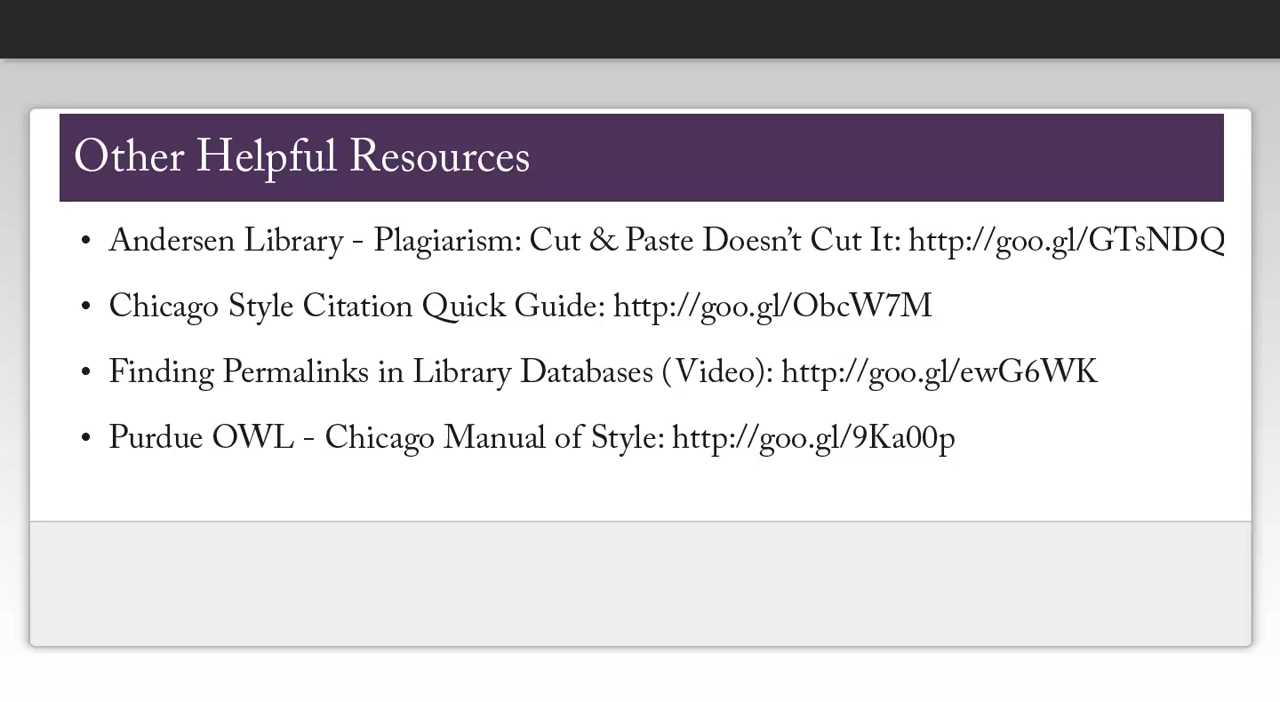 Other Helpful Resources
• Andersen Library - Plagiarism: Cut & Paste Doesn’t Cut It: http://goo.gl/GTsNDQ
• Chicago Style Citation Quick Guide: http://goo.gl/ObcW7M
• Finding Permalinks in Library Databases (Video): http://goo.gl/ewG6WK
• Purdue OWL - Chicago Manual of Style: http://goo.gl/9Ka00p